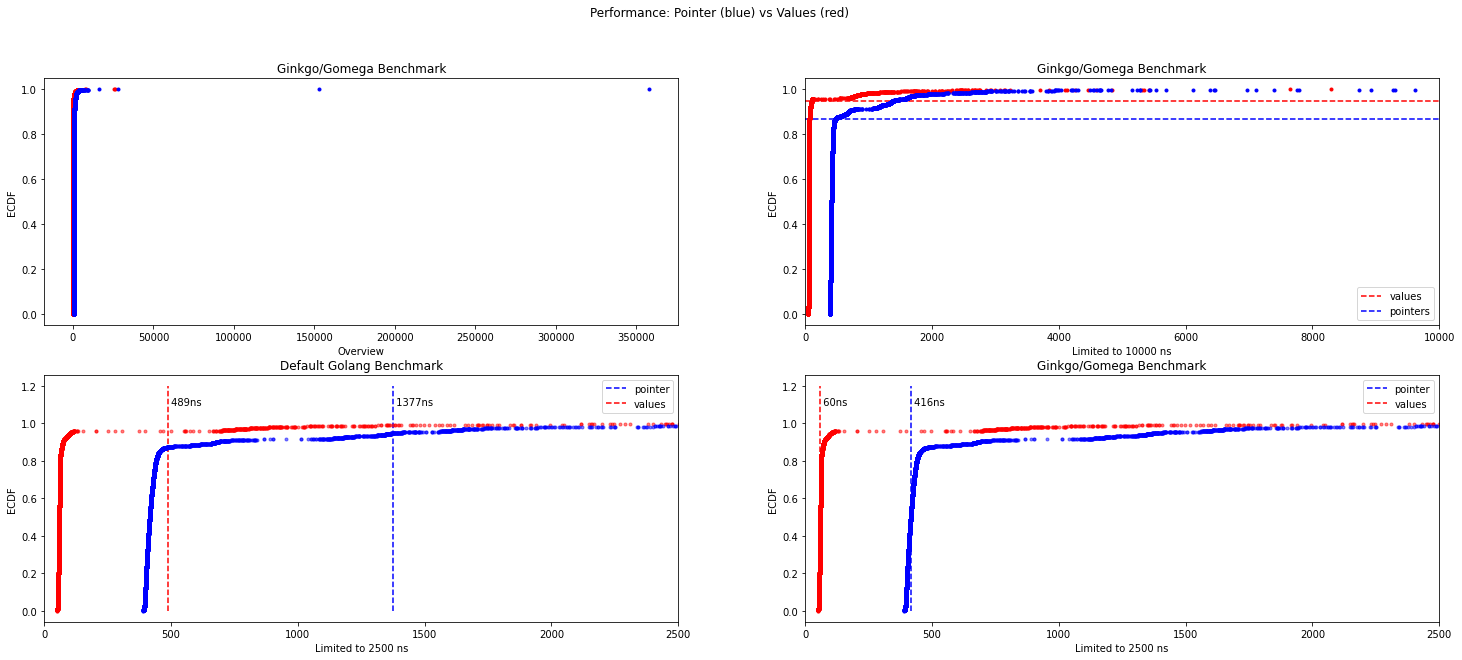 Performance: Pointer (blue) vs Values (red)
Ginkgo/Gomega Benchmark
ECDF
1.0
0.8
0.6
0.4
0.2
0.0
0 50000 100000 150000 200000 250000 300000 350000
Overview
Ginkgo/Gomega Benchmark
ECDF
1.0
0.8
0.6
0.4
0.2
0.0
values
pointers
0 2000 4000 6000 8000 10000
Limited to 10000 ns
Default Golang Benchmark
ECDF
1.2
1.0
0.8
0.6
0.4
0.2
0.0
489ns
1377ns
pointer
values
0 500 1000 1500 2000 2500
Limited to 2500 ns
Ginkgo/Gomega Benchmark
ECDF
1.2
1.0
0.8
0.6
0.4
0.2
0.0
60ns
416ns
pointer
values
0 500 1000 1500 2000 2500
Limited to 2500 ns